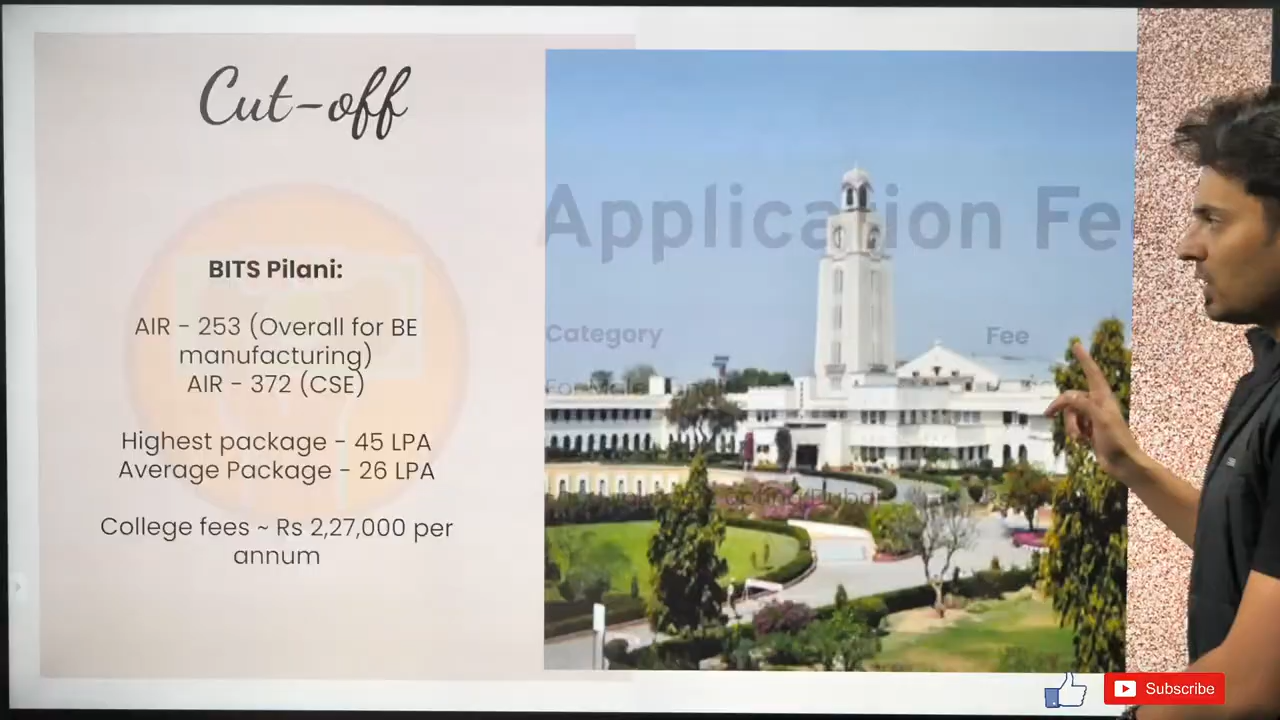 Cut-off
BITS Pilani:
AIR - 253 (Overall for BE
manufacturing)
AIR - 372 (CSE)
Highest package - 45 LPA
Average Package - 26 LPA
College fees ~ Rs 2,27,000 per
annum
Application Fe
Category
Fee
Subscribe